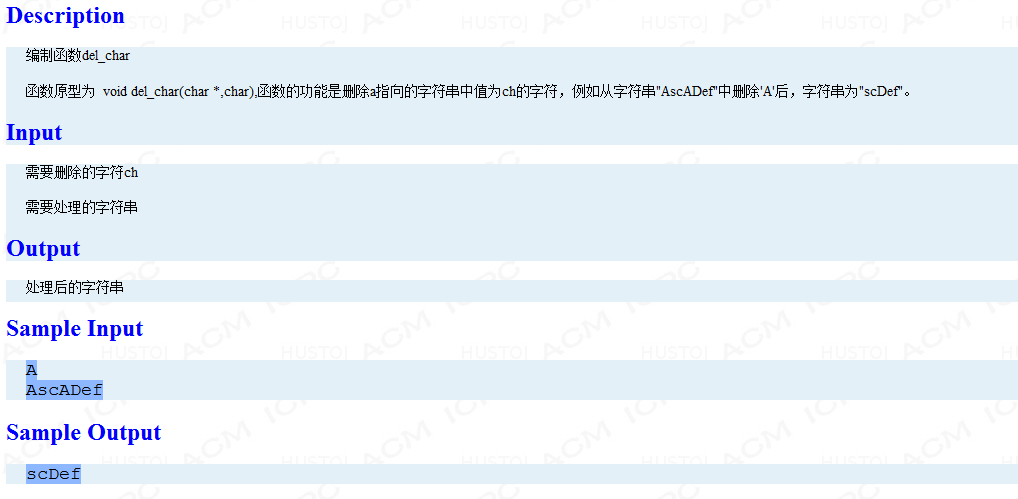 Description
编制函数del_char
函数原型为 void del_char(char *,char),函数的功能是删除a指向的字符串中值为ch的字符，例如从字符串"AscADef"中删除'A'后，字符串为"scDef"。
Input
需要删除的字符ch
需要处理的字符串
Output
处理后的字符串
Sample Input
A
AscADef
Sample Output
scDef